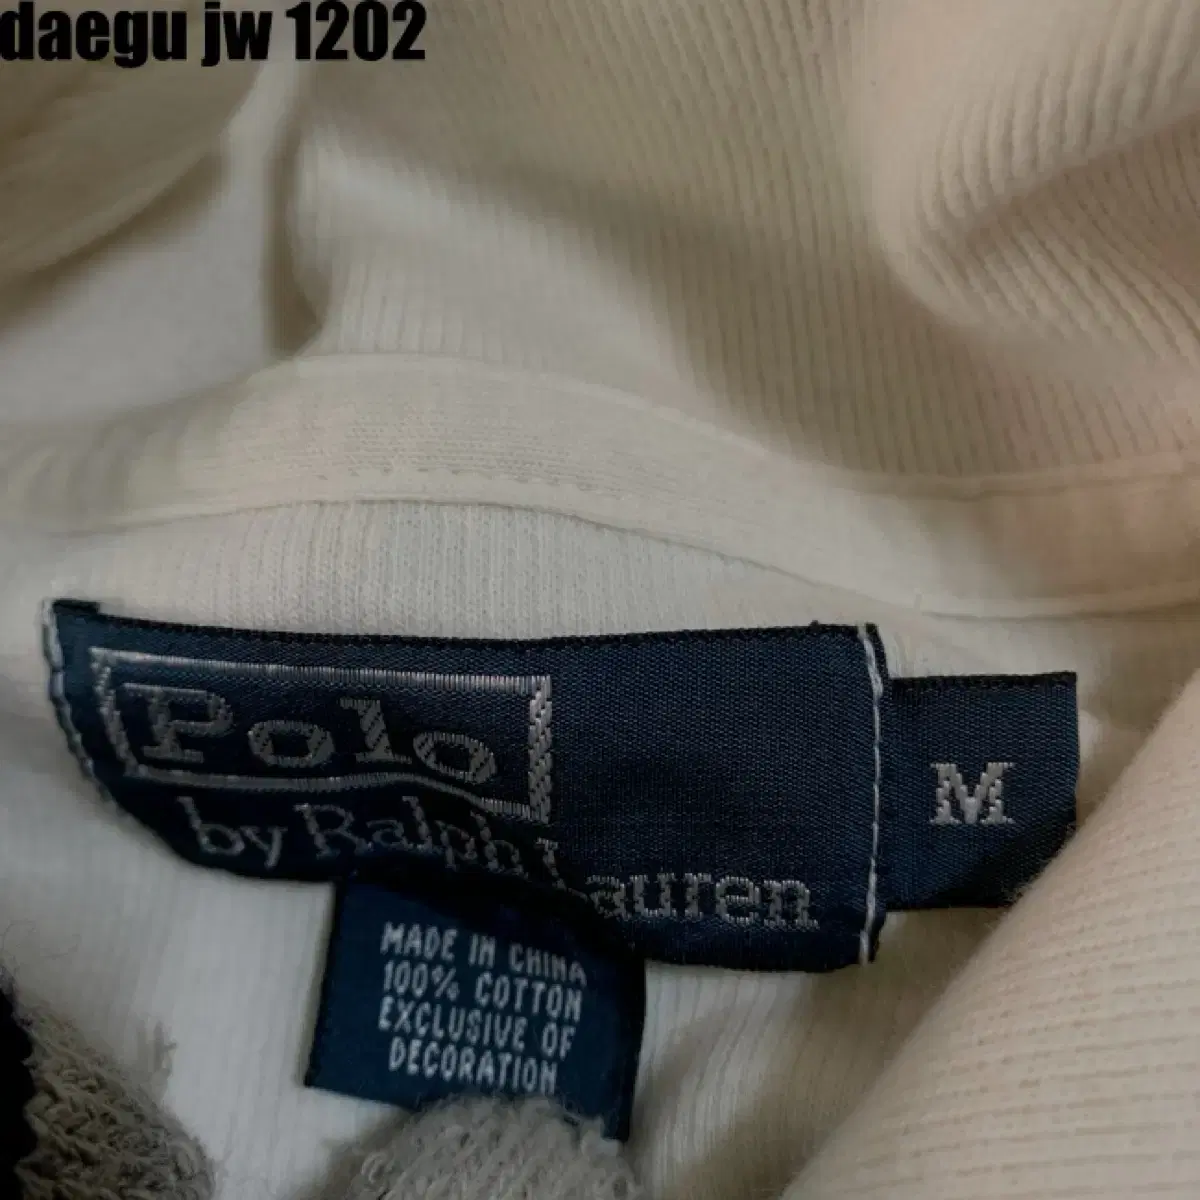 daegu jw 1202
Polo
by Ralph Lauren
M
MADE IN CHINA
100% COTTON
EXCLUSIVE OF
DECORATION